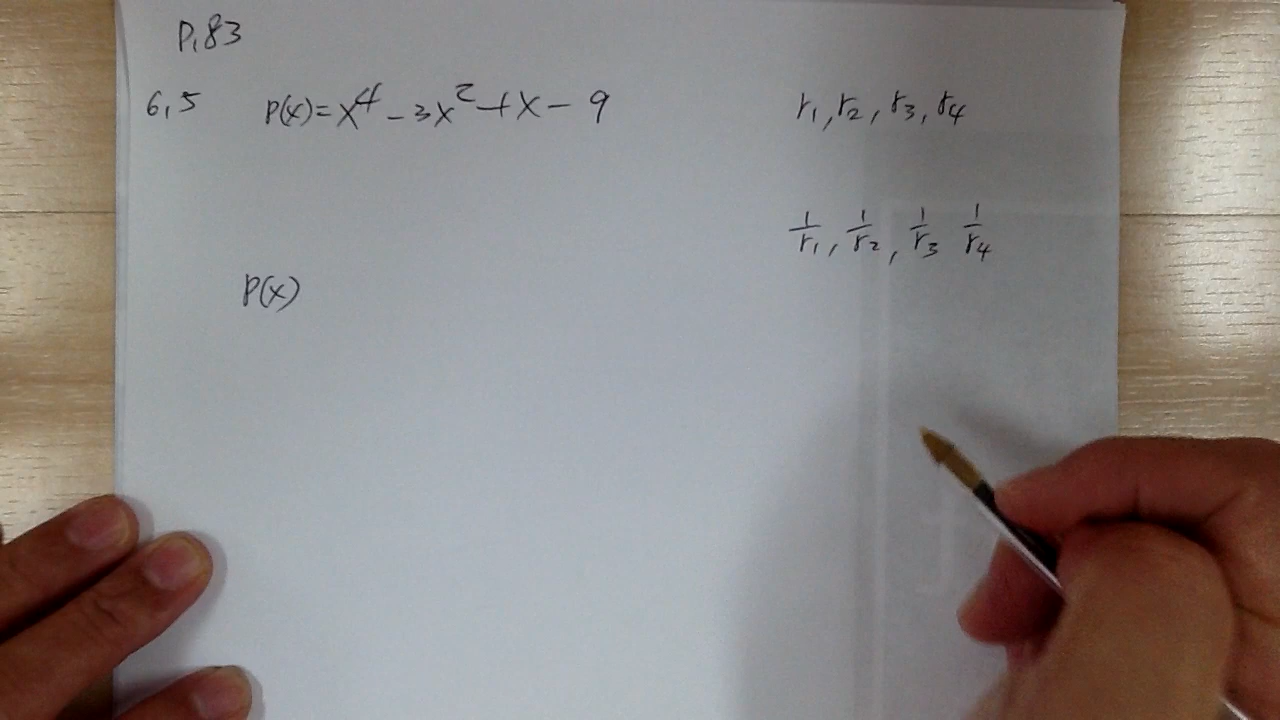 P.83
6.5 P(x) = x⁴ - 3x² + x - 9 r₁, r₂, r₃, r₄
1/r₁, 1/r₂, 1/r₃ 1/r₄
P(x)